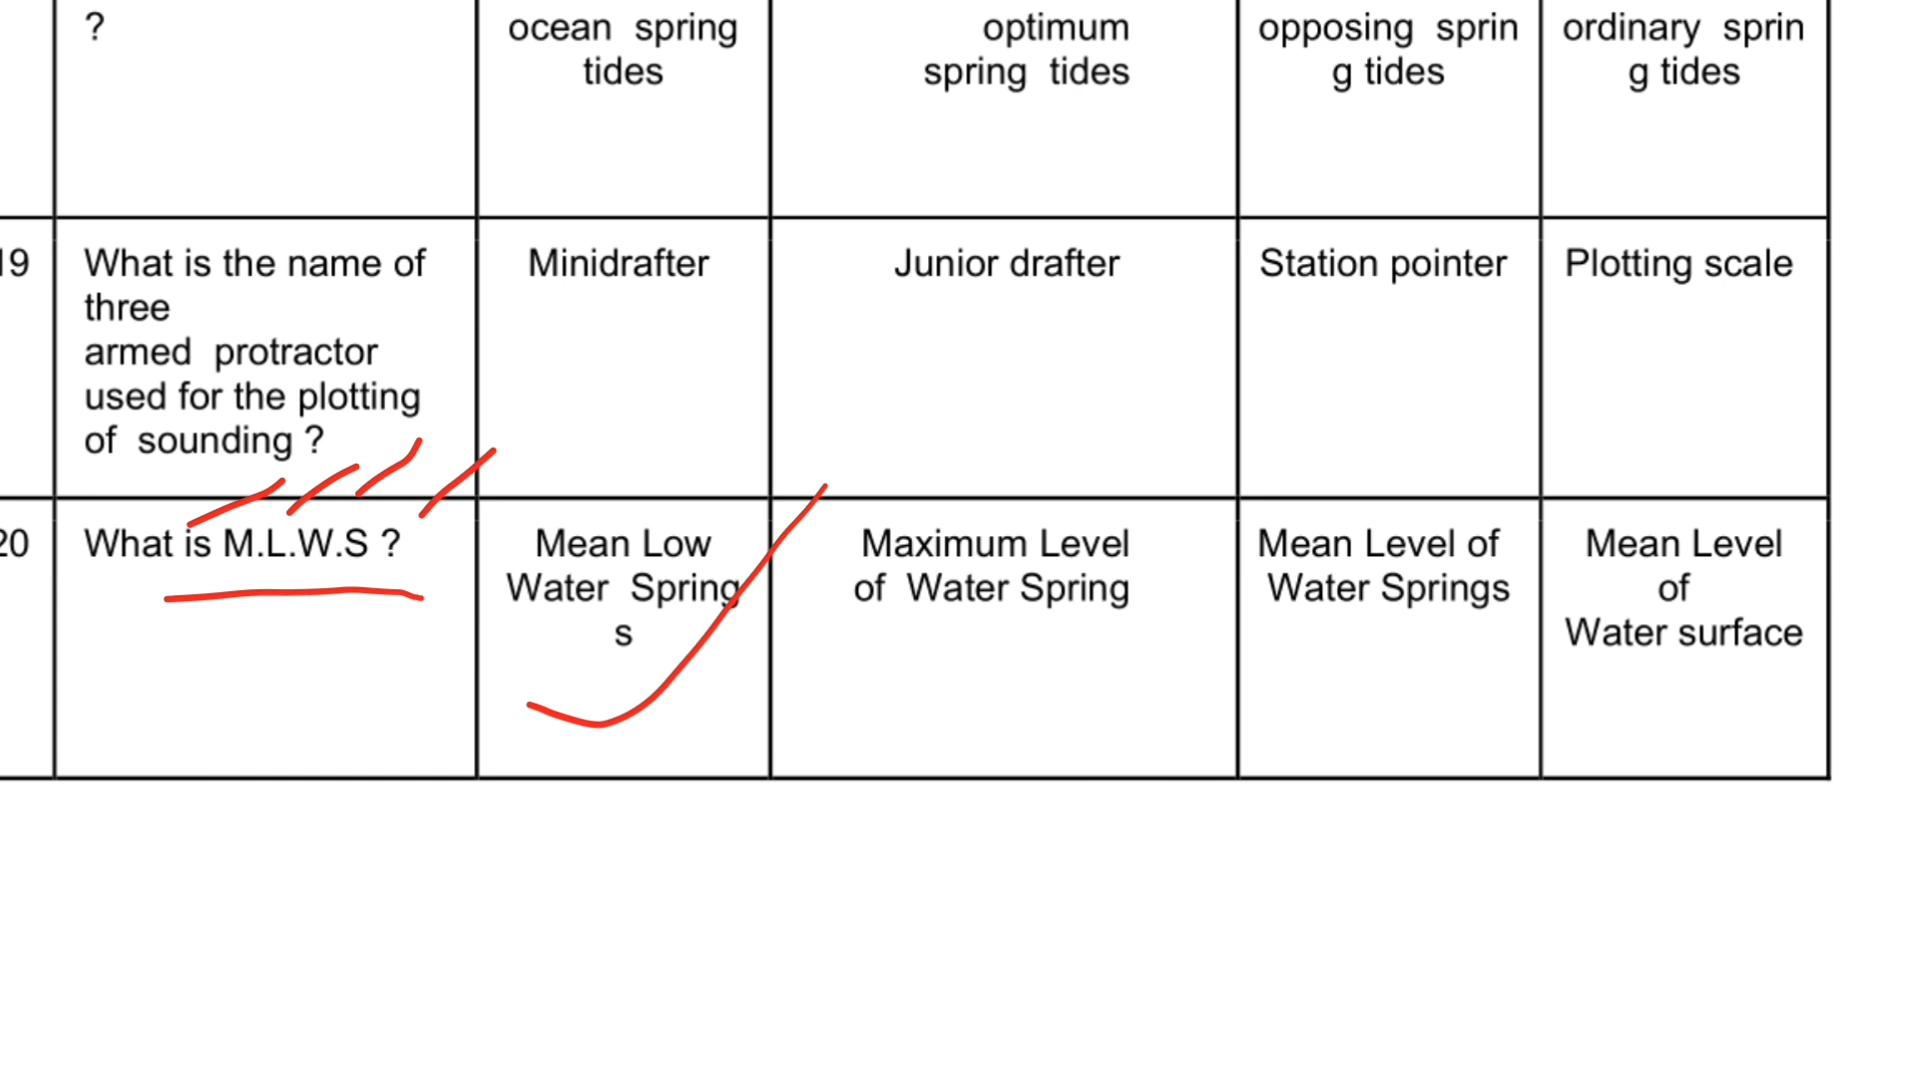 ?
ocean spring
tides
optimum
spring tides
opposing sprin
g tides
ordinary sprin
g tides
19
What is the name of
three
armed protractor
used for the plotting
of sounding ?
Minidrafter
Junior drafter
Station pointer
Plotting scale
20
What is M.L.W.S ?
Mean Low
Water Spring
s
Maximum Level
of Water Spring
Mean Level of
Water Springs
Mean Level
of
Water surface